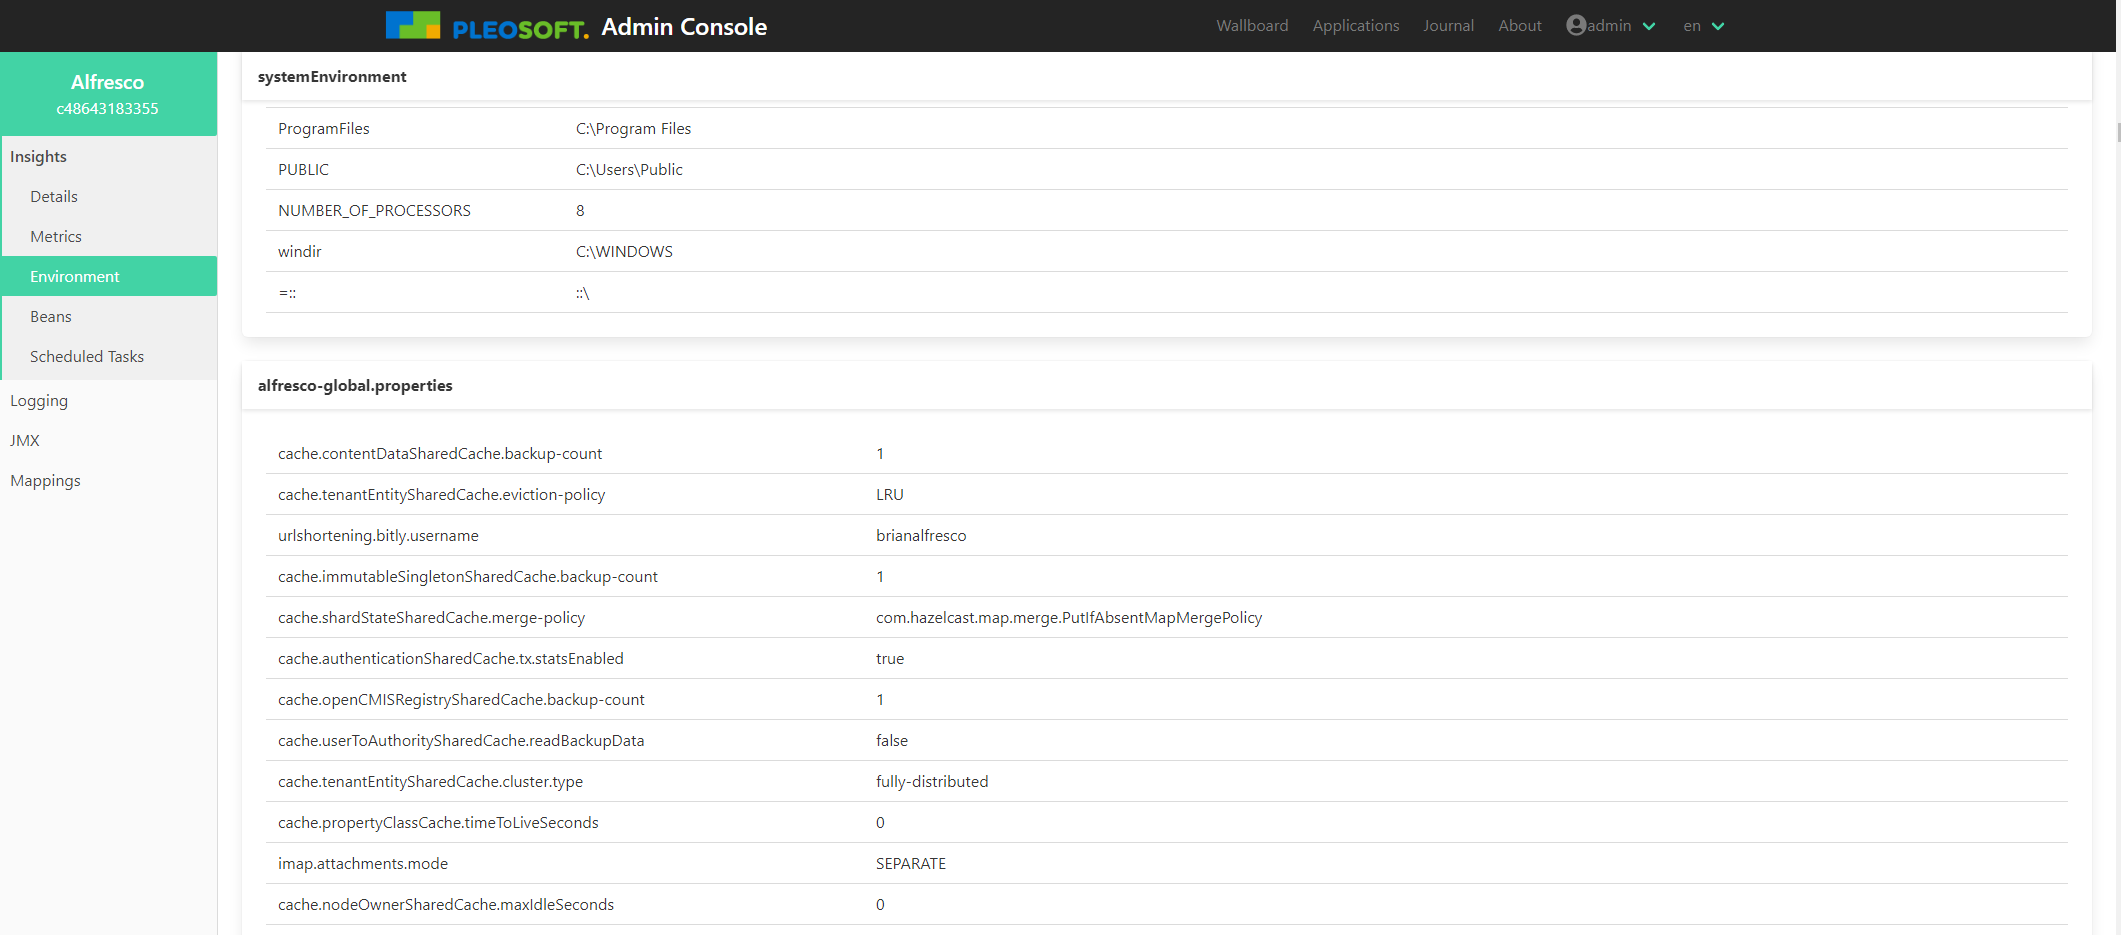 PLEOSOFT. Admin Console
Wallboard Applications Journal About admin en
Alfresco
c48643183355
Insights
Details
Metrics
Environment
Beans
Scheduled Tasks
Logging
JMX
Mappings
systemEnvironment
ProgramFiles C:\Program Files
PUBLIC C:\Users\Public
NUMBER_OF_PROCESSORS 8
windir C:\WINDOWS
=:: ::\
alfresco-global.properties
cache.contentDataSharedCache.backup-count 1
cache.tenantEntitySharedCache.eviction-policy LRU
urlshortening.bitly.username brianalfresco
cache.immutableSingletonSharedCache.backup-count 1
cache.shardStateSharedCache.merge-policy com.hazelcast.map.merge.PutIfAbsentMapMergePolicy
cache.authenticationSharedCache.tx.statsEnabled true
cache.openCMISRegistrySharedCache.backup-count 1
cache.userToAuthoritySharedCache.readBackupData false
cache.tenantEntitySharedCache.cluster.type fully-distributed
cache.propertyClassCache.timeToLiveSeconds 0
imap.attachments.mode SEPARATE
cache.nodeOwnerSharedCache.maxIdleSeconds 0